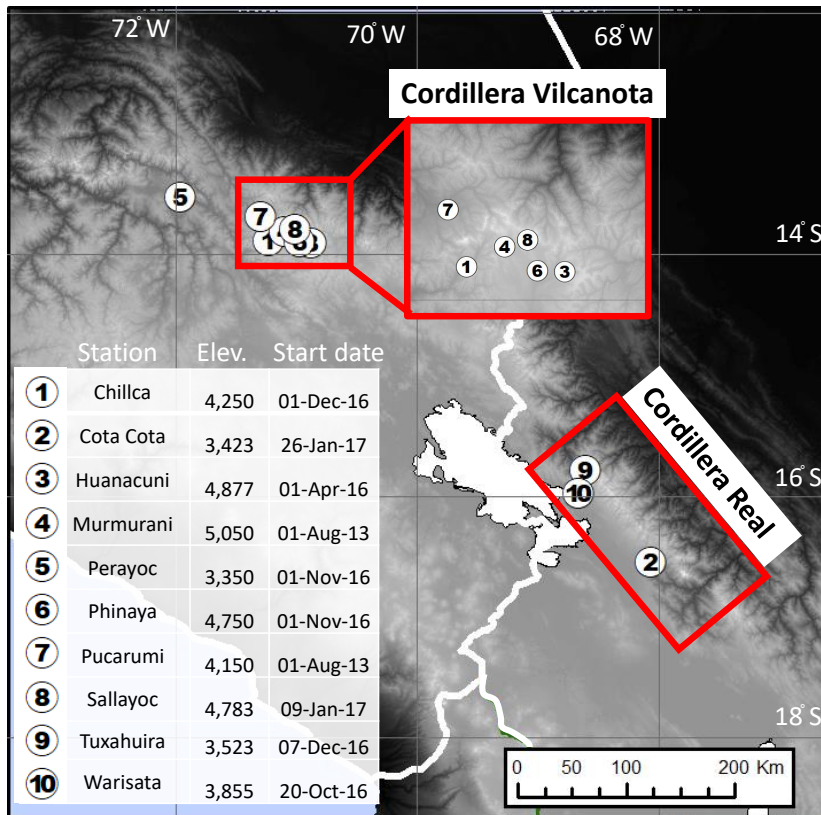 72° W
70° W
68° W
Cordillera Vilcanota
5
7
8
1
3
7
4
8
1
6
3
14° S
Station Elev. Start date
1 Chillca 4,250 01-Dec-16
2 Cota Cota 3,423 26-Jan-17
3 Huanacuni 4,877 01-Apr-16
4 Murmurani 5,050 01-Aug-13
5 Perayoc 3,350 01-Nov-16
6 Phinaya 4,750 01-Nov-16
7 Pucarumi 4,150 01-Aug-13
8 Sallayoc 4,783 09-Jan-17
9 Tuxahuira 3,523 07-Dec-16
10 Warisata 3,855 20-Oct-16
Cordillera Real
9
10
2
16° S
18° S
0 50 100 200 Km